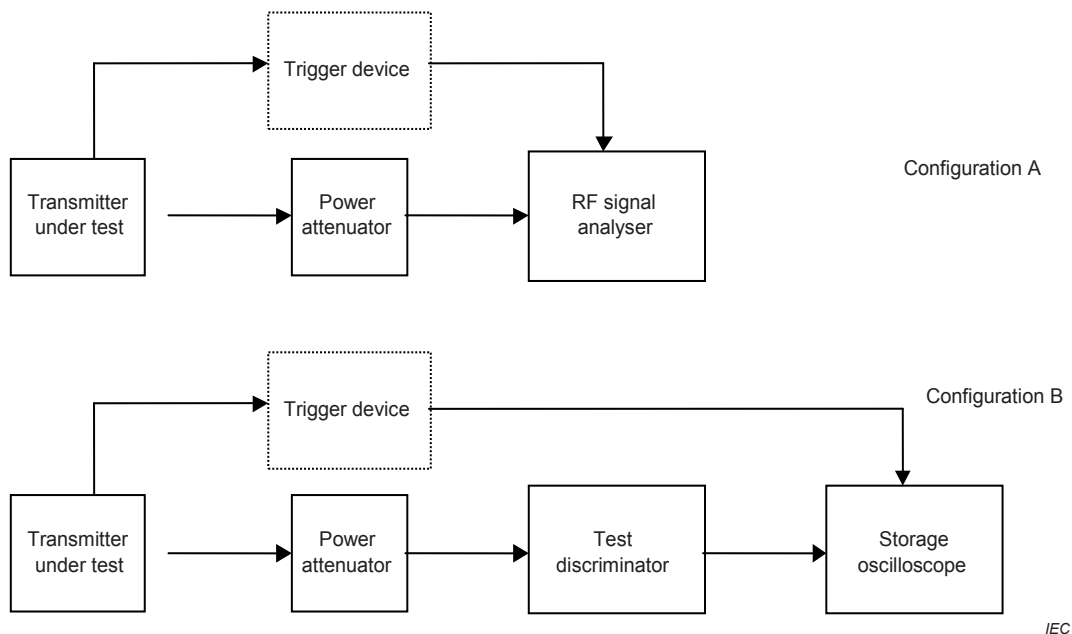 Trigger device
Configuration A
Transmitter
under test
Power
attenuator
RF signal
analyser
Trigger device
Configuration B
Transmitter
under test
Power
attenuator
Test
discriminator
Storage
oscilloscope
IEC